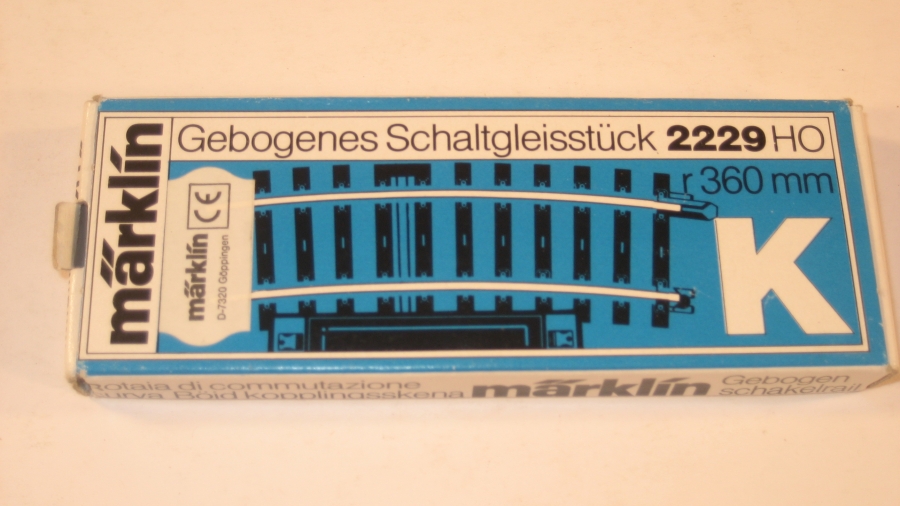 märklin
Gebogenes Schaltgleisstück 2229 HO
r 360 mm
K
CE
märklin
D-7320 Göppingen
Rotaia di commutazione
curva Böjd kopplingsskena
märklin
Gebogen
schakelrail